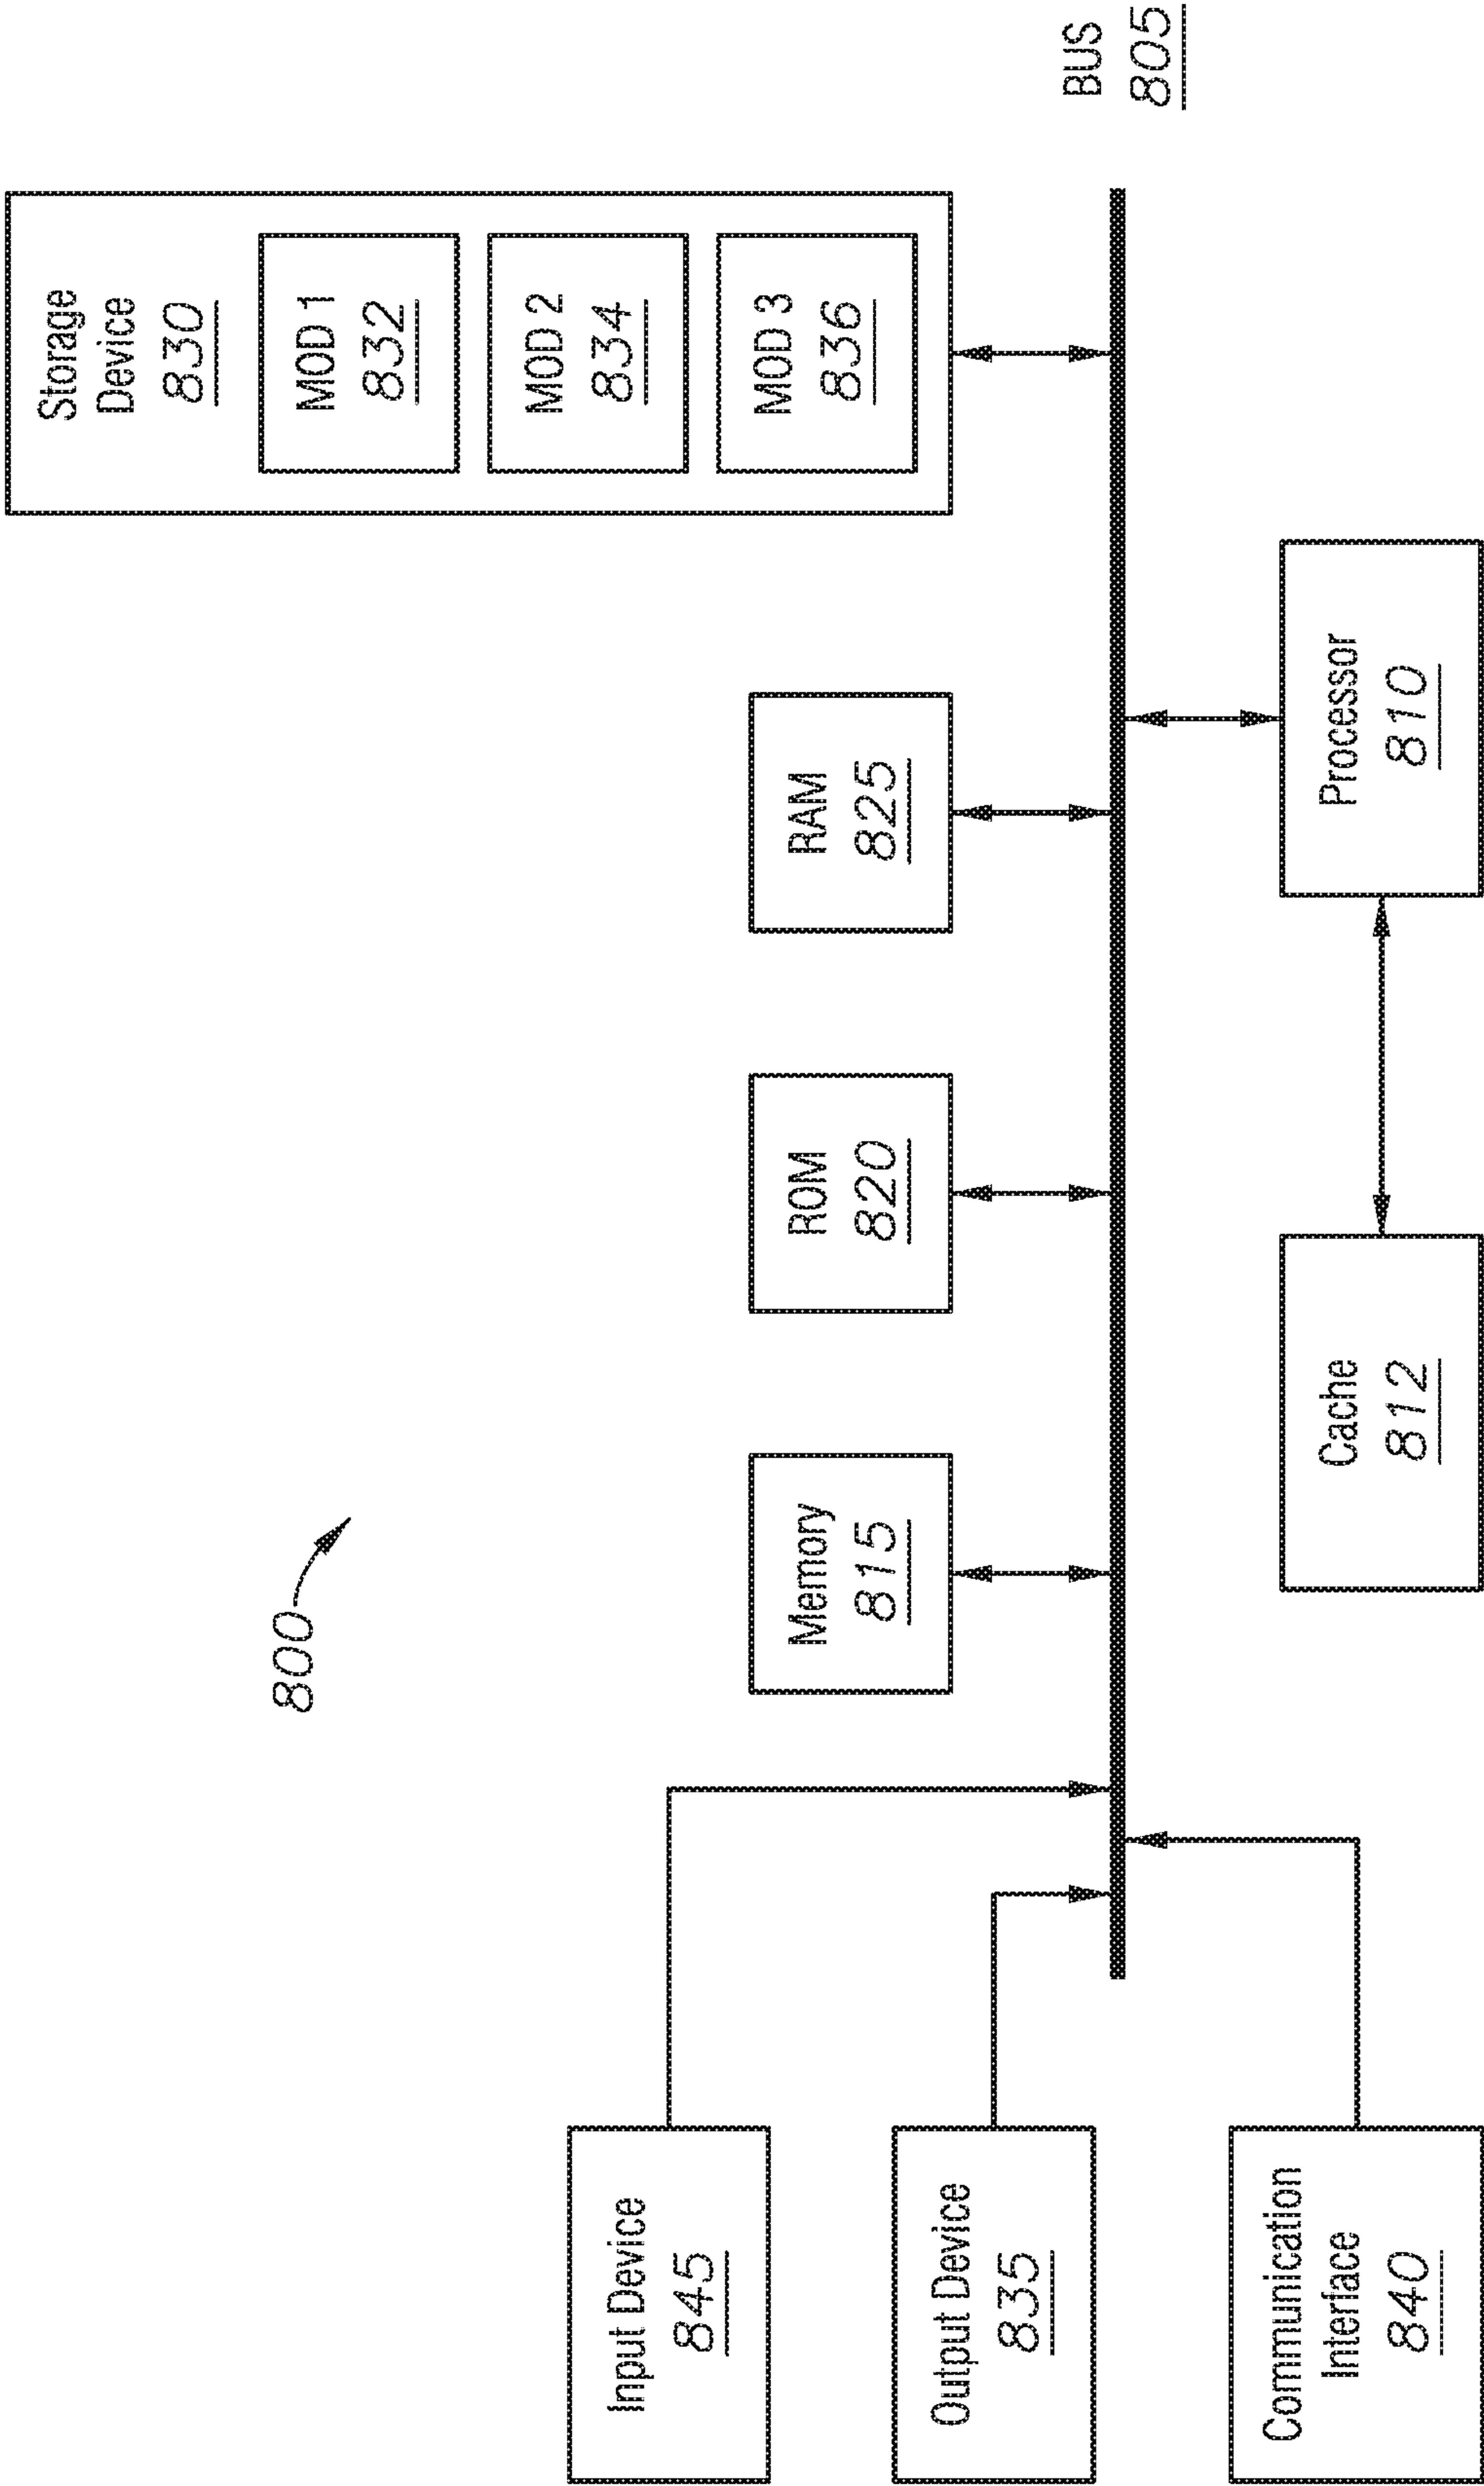 800
Input Device
845
Output Device
835
Communication
Interface
840
Memory
815
ROM
820
RAM
825
Storage
Device
830
MOD 1
832
MOD 2
834
MOD 3
836
BUS
805
Cache
812
Processor
810